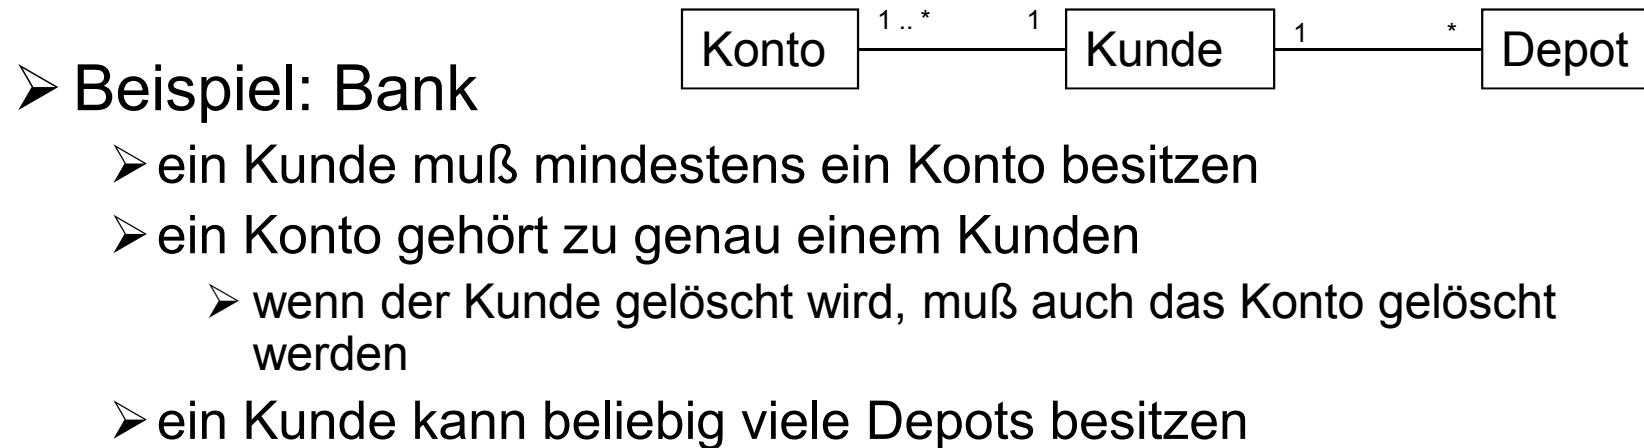 1 .. * 1 1 *
Konto Kunde Depot
➢ Beispiel: Bank
➢ ein Kunde muß mindestens ein Konto besitzen
➢ ein Konto gehört zu genau einem Kunden
➢ wenn der Kunde gelöscht wird, muß auch das Konto gelöscht
werden
➢ ein Kunde kann beliebig viele Depots besitzen